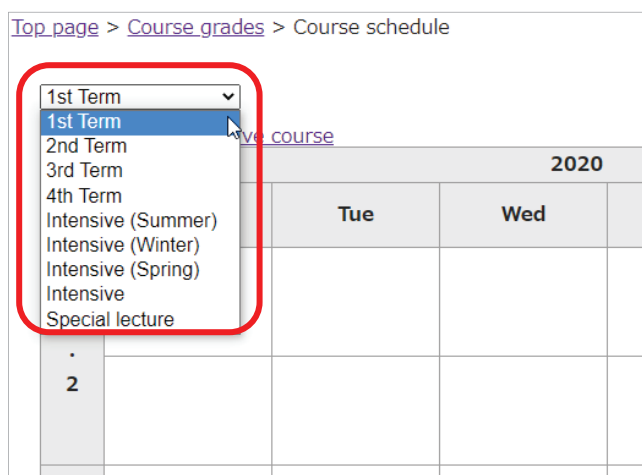 Top page > Course grades > Course schedule
1st Term
1st Term
2nd Term
3rd Term
4th Term
Intensive (Summer)
Intensive (Winter)
Intensive (Spring)
Intensive
Special lecture
course
2020
Tue
Wed
.
2